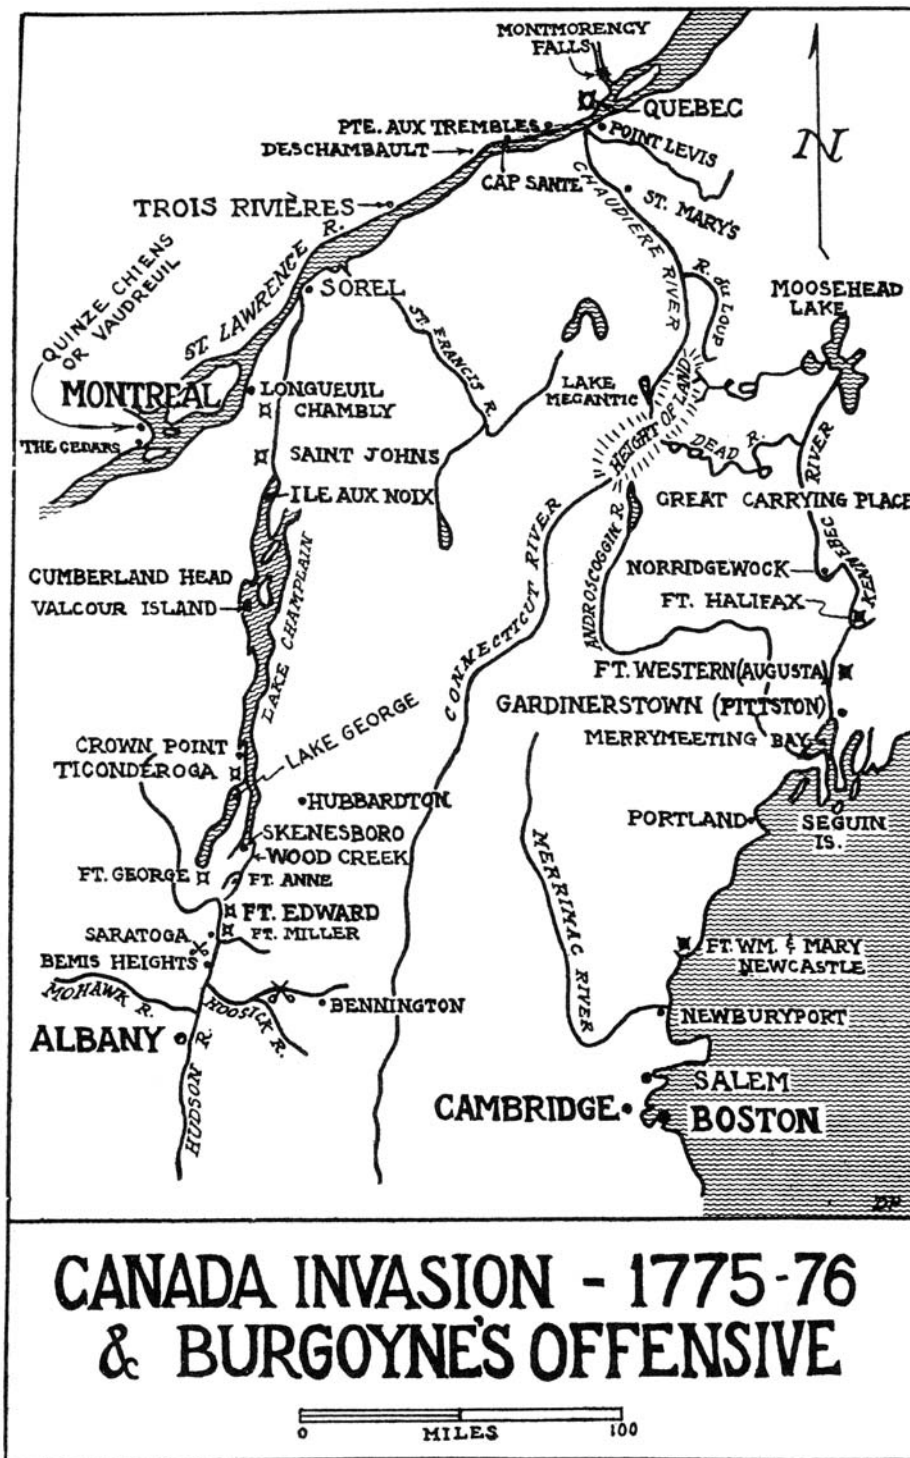 MONTMORENCY
FALLS
QUEBEC
PTE. AUX TREMBLES
POINT LEVIS
DESCHAMBAULT
CAP SANTE
CHAUDIERE RIVER
ST. MARY'S
TROIS RIVIÈRES
N
QUINZE CHIENS
OR VAUDREUIL
ST. LAWRENCE R.
SOREL
R. du LOUP
MOOSEHEAD
LAKE
ST. FRANCIS R.
MONTREAL
LONGUEUIL
CHAMBLY
LAKE
MEGANTIC
HEIGHT OF LAND
THE CEDARS
SAINT JOHNS
DEAD R.
KENNEBEC RIVER
ILE AUX NOIX
GREAT CARRYING PLACE
CUMBERLAND HEAD
VALCOUR ISLAND
LAKE CHAMPLAIN
CONNECTICUT RIVER
ANDROSCOGGIN R.
NORRIDGEWOCK
FT. HALIFAX
FT. WESTERN (AUGUSTA)
GARDINERSTOWN (PITTSTON)
MERRYMEETING BAY
CROWN POINT
TICONDEROGA
LAKE GEORGE
HUBBARDTON
PORTLAND
SEGUIN
IS.
SKENESBORO
WOOD CREEK
MERRIMAC RIVER
FT. GEORGE
FT. ANNE
FT. EDWARD
FT. MILLER
SARATOGA
BEMIS HEIGHTS
FT. WM. & MARY
NEWCASTLE
MOHAWK R.
HOOSICK R.
BENNINGTON
NEWBURYPORT
ALBANY
HUDSON R.
SALEM
CAMBRIDGE
BOSTON
CANADA INVASION - 1775-76
& BURGOYNE'S OFFENSIVE
0 100
MILES